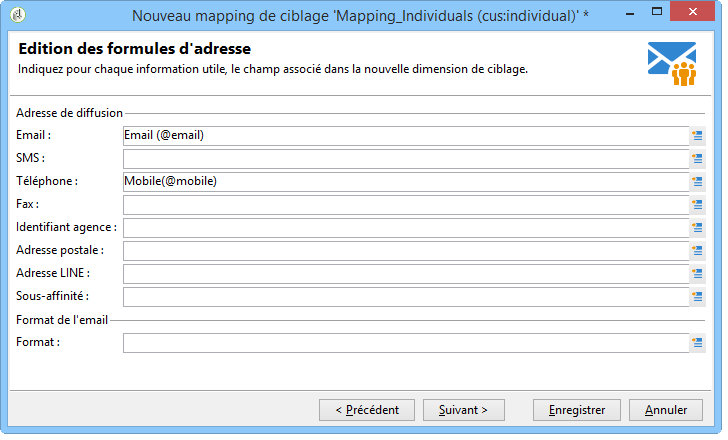 Nouveau mapping de ciblage 'Mapping_Individuals (cus:individual)' *
Edition des formules d'adresse
Indiquez pour chaque information utile, le champ associé dans la nouvelle dimension de ciblage.
Adresse de diffusion
Email : Email (@email)
SMS :
Téléphone : Mobile(@mobile)
Fax :
Identifiant agence :
Adresse postale :
Adresse LINE :
Sous-affinité :
Format de l'email
Format :
< Précédent Suivant > Enregistrer Annuler